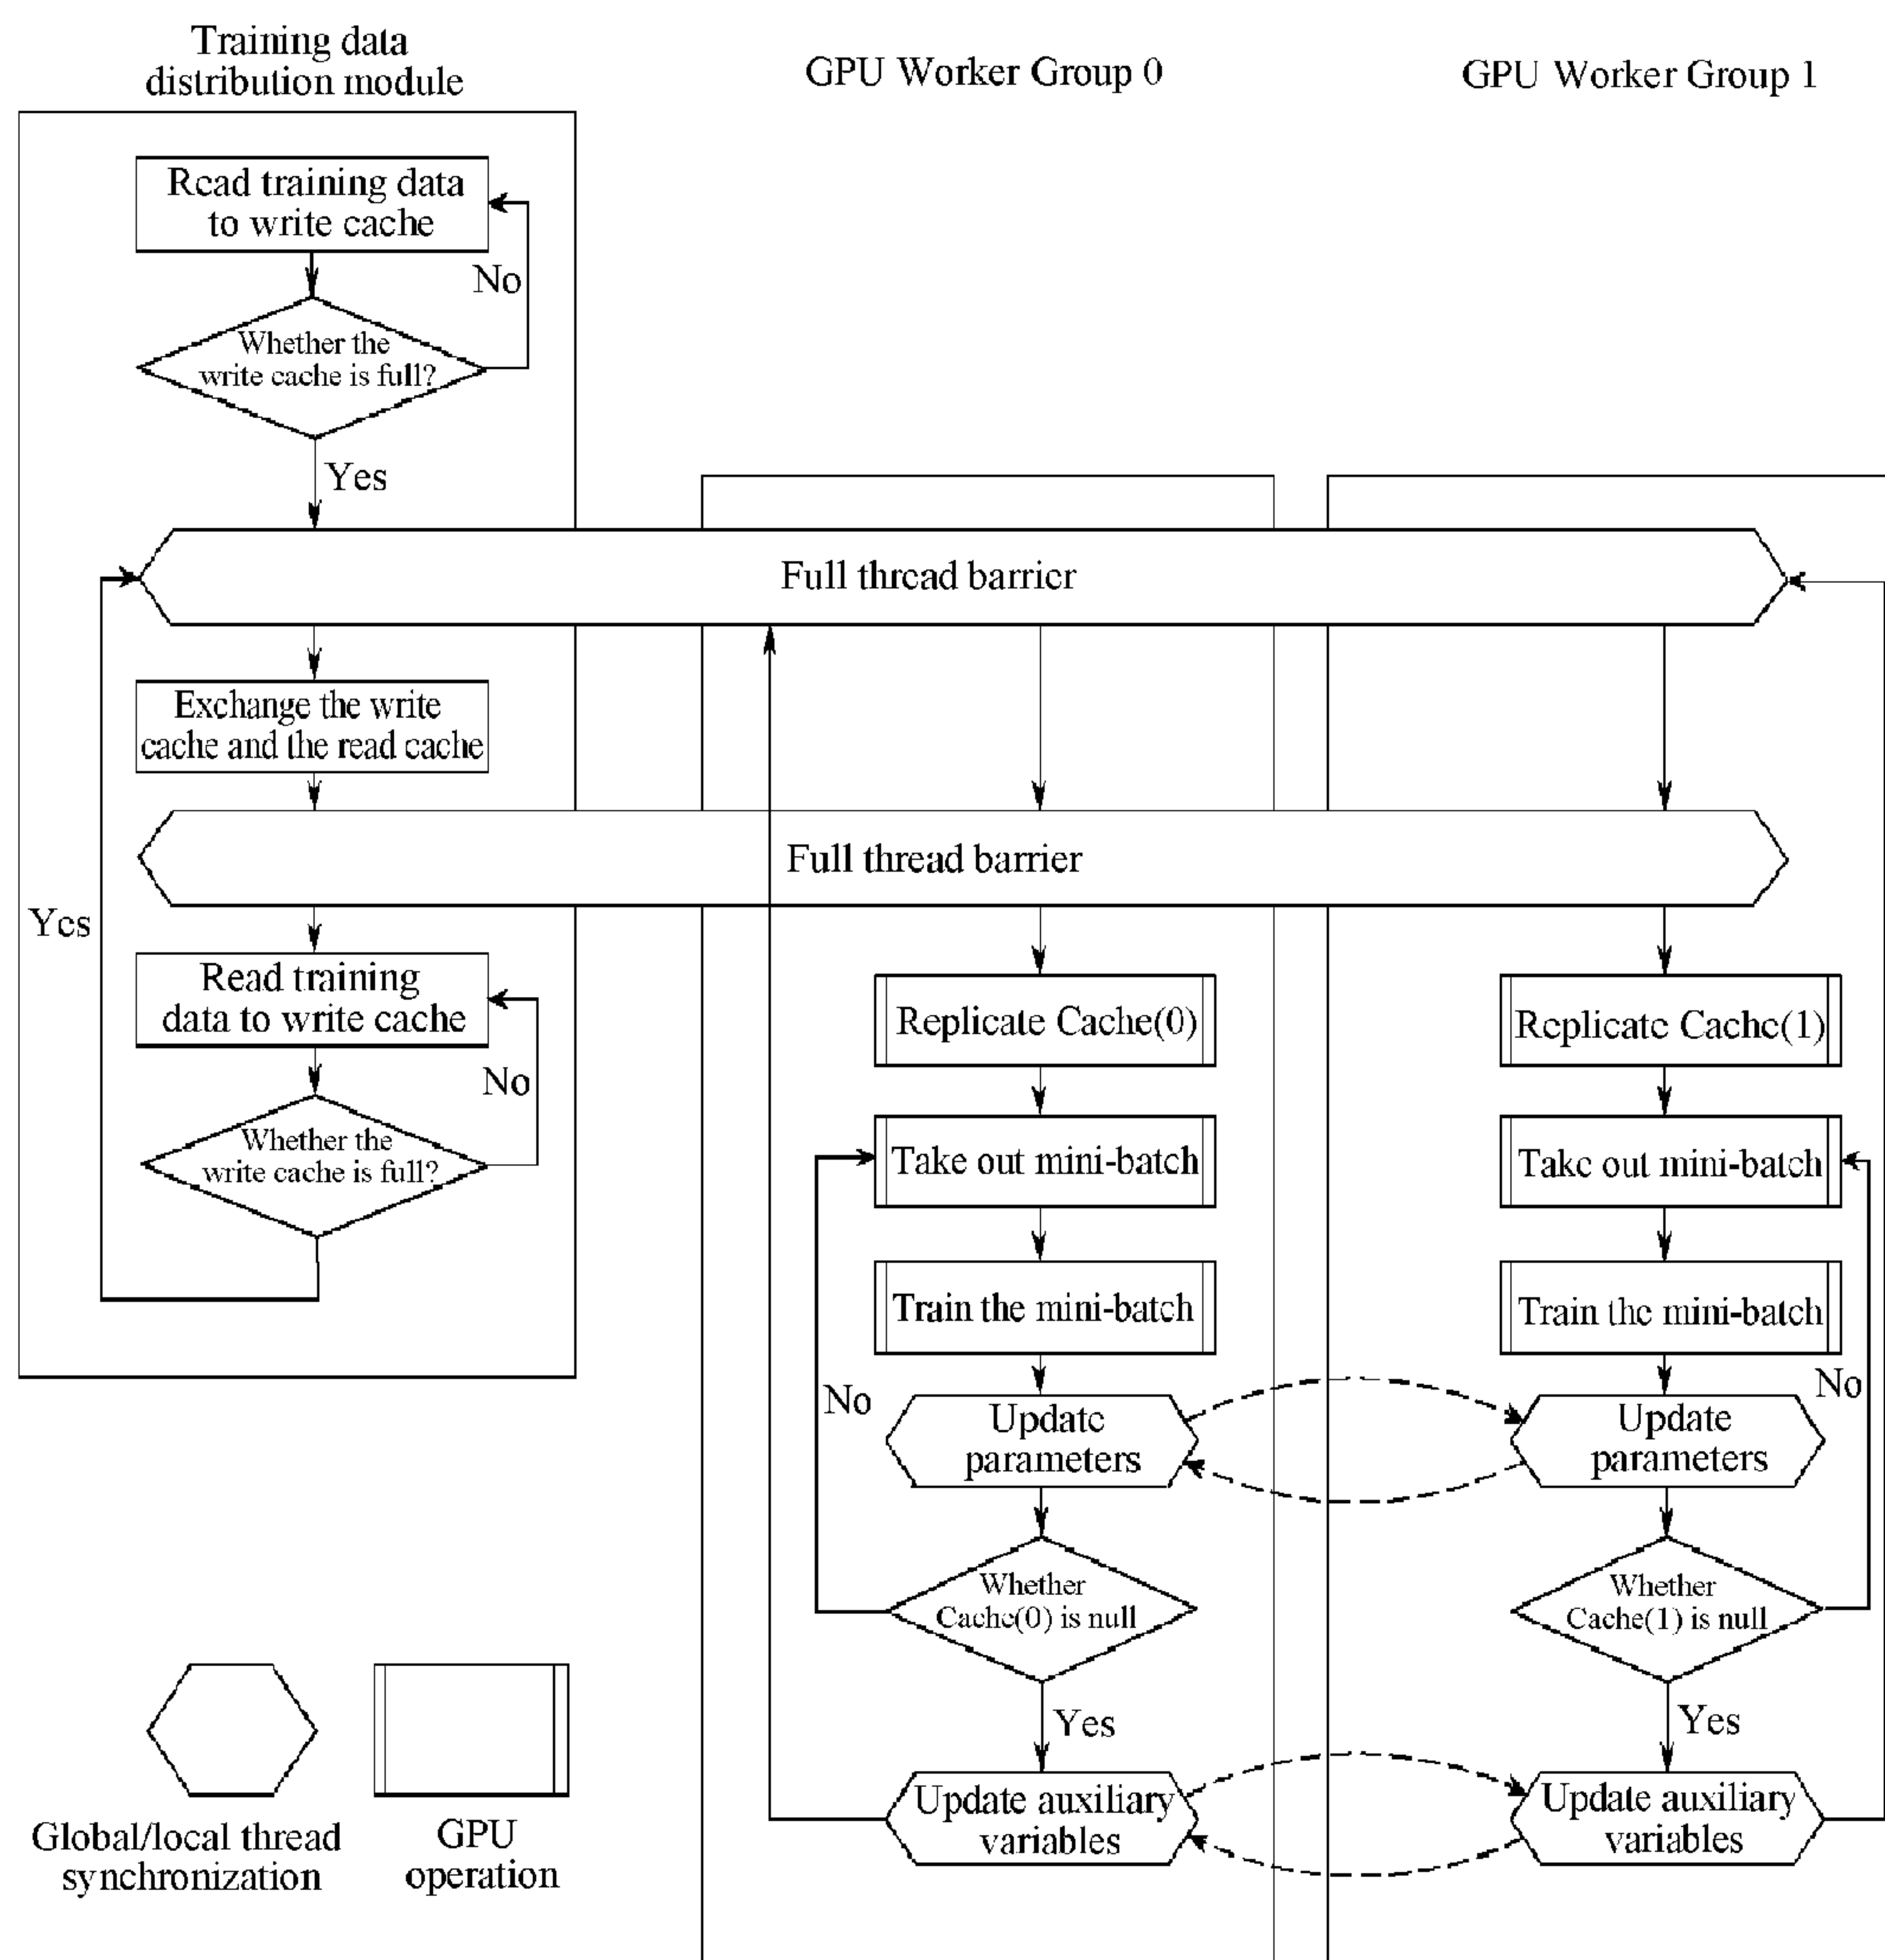 Training data
distribution module
GPU Worker Group 0
GPU Worker Group 1
Read training data
to write cache
No
Whether the
write cache is full?
Yes
Full thread barrier
Exchange the write
cache and the read cache
Full thread barrier
Yes
Read training
data to write cache
No
Whether the
write cache is full?
Replicate Cache(0)
Take out mini-batch
Train the mini-batch
No
Update
parameters
Whether
Cache(0) is null
Yes
Update auxiliary
variables
Replicate Cache(1)
Take out mini-batch
Train the mini-batch
No
Update
parameters
Whether
Cache(1) is null
Yes
Update auxiliary
variables
Global/local thread
synchronization
GPU
operation